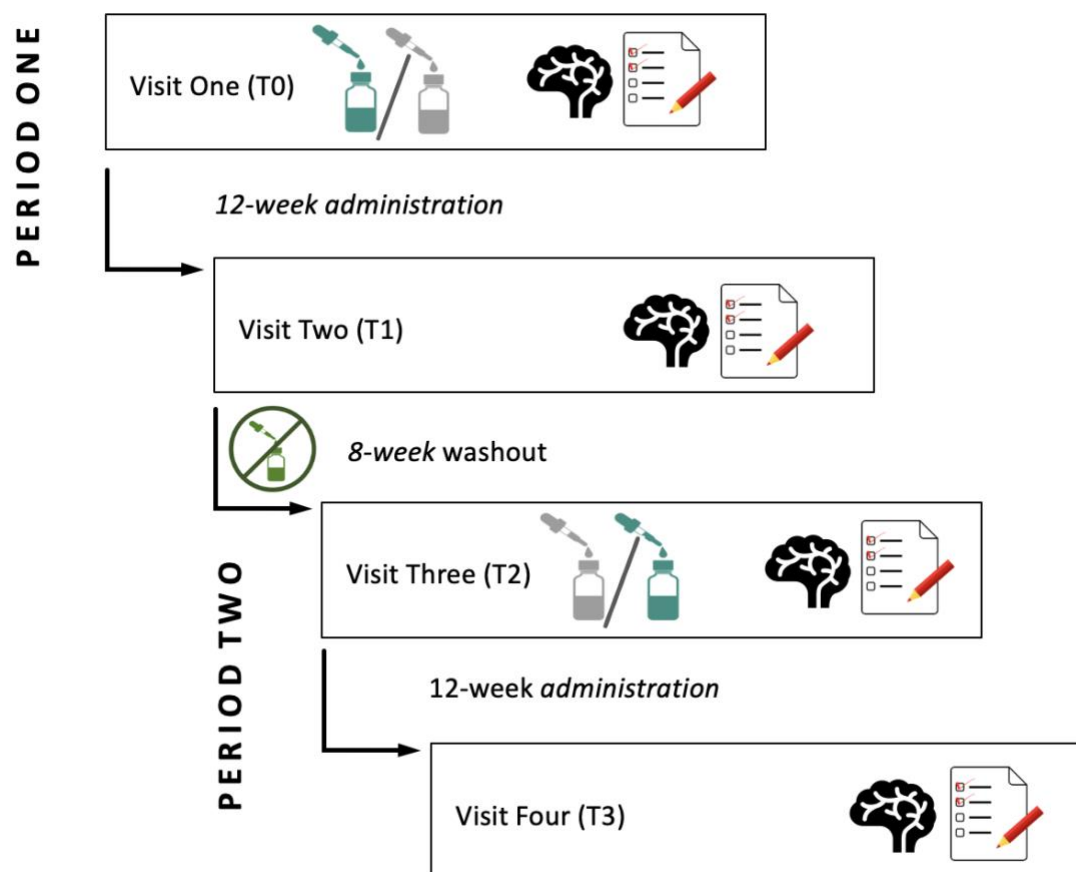 PERIOD ONE
Visit One (T0)
12-week administration
Visit Two (T1)
8-week washout
PERIOD TWO
Visit Three (T2)
12-week administration
Visit Four (T3)